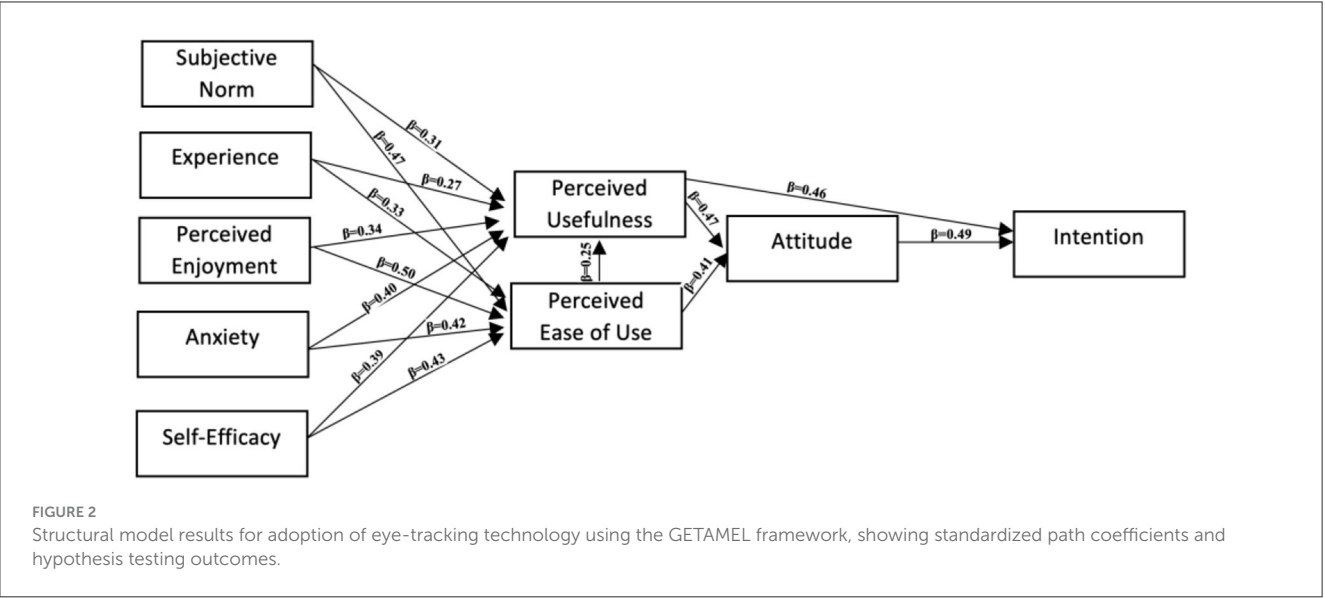 Subjective
Norm
Experience
Perceived
Enjoyment
Anxiety
Self-Efficacy
β=0.31
β=0.47
β=0.27
β=0.33
β=0.34
β=0.50
β=0.40
β=0.42
β=0.39
β=0.43
Perceived
Usefulness
β=0.25
Perceived
Ease of Use
β=0.46
β=0.47
β=0.41
Attitude
β=0.49
Intention
FIGURE 2
Structural model results for adoption of eye-tracking technology using the GETAMEL framework, showing standardized path coefficients and
hypothesis testing outcomes.